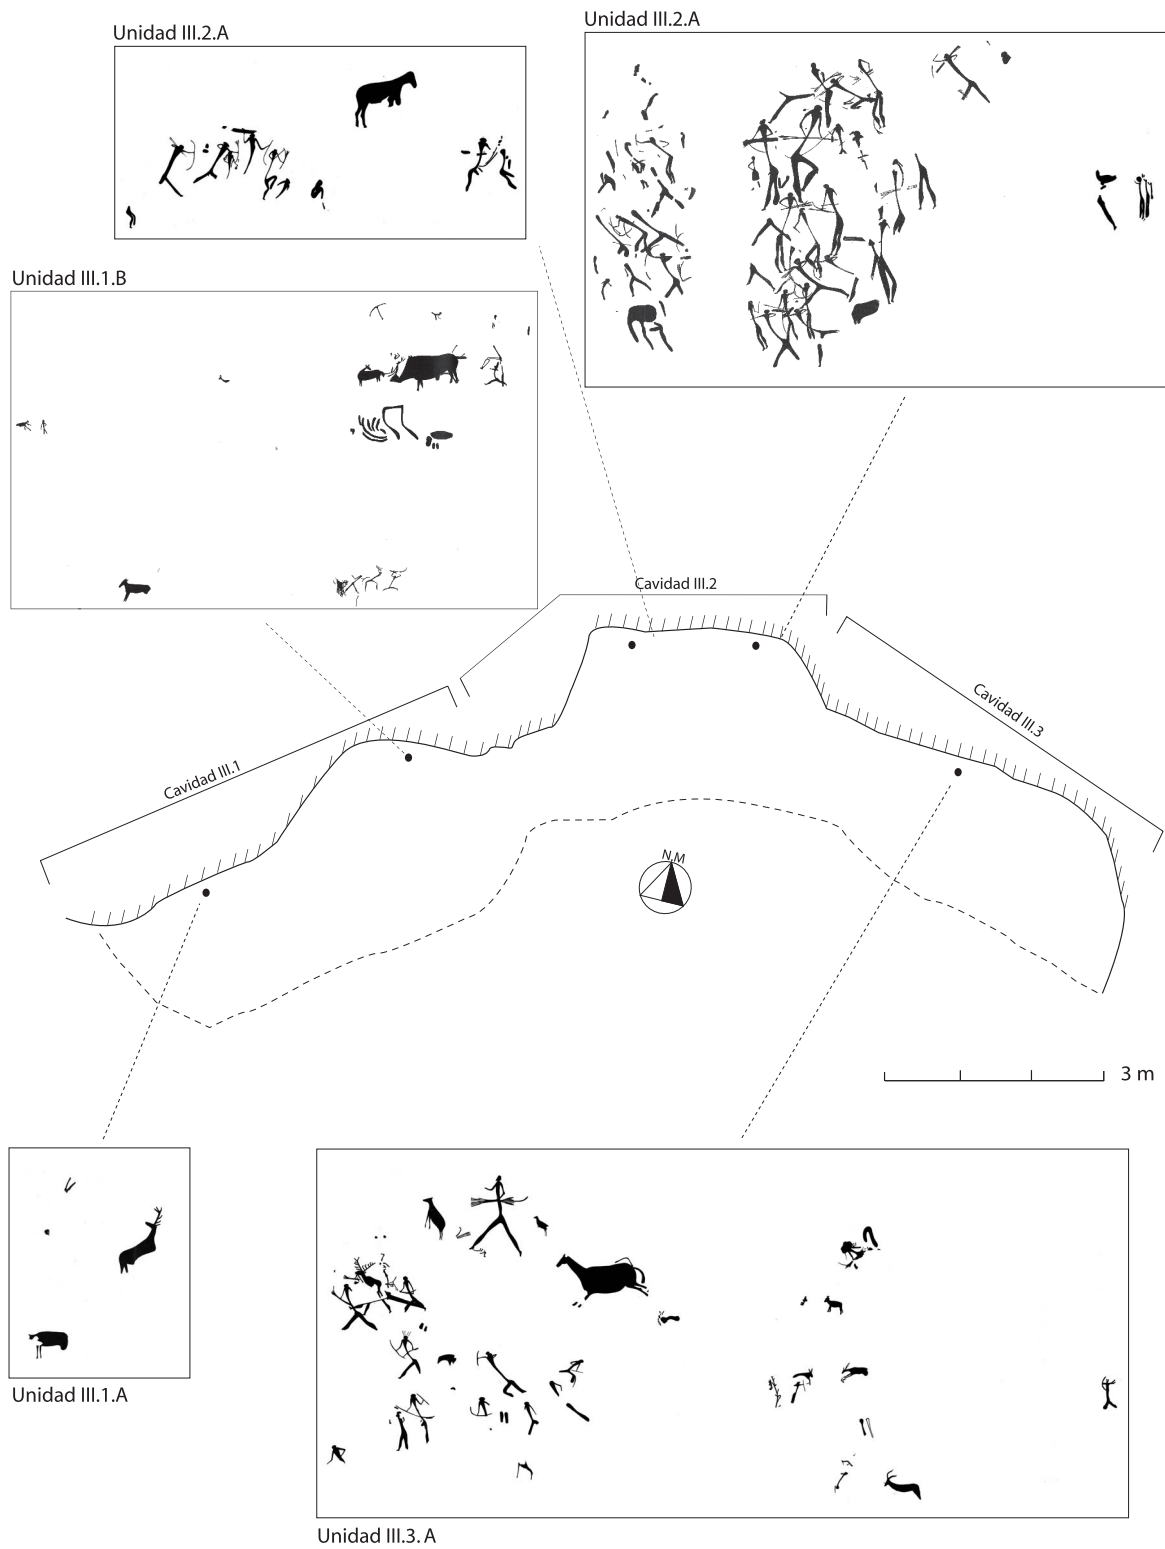 Unidad III.2.A
Unidad III.2.A
Unidad III.1.B
Cavidad III.2
Cavidad III.1
Cavidad III.3
N.M
3 m
Unidad III.1.A
Unidad III.3. A